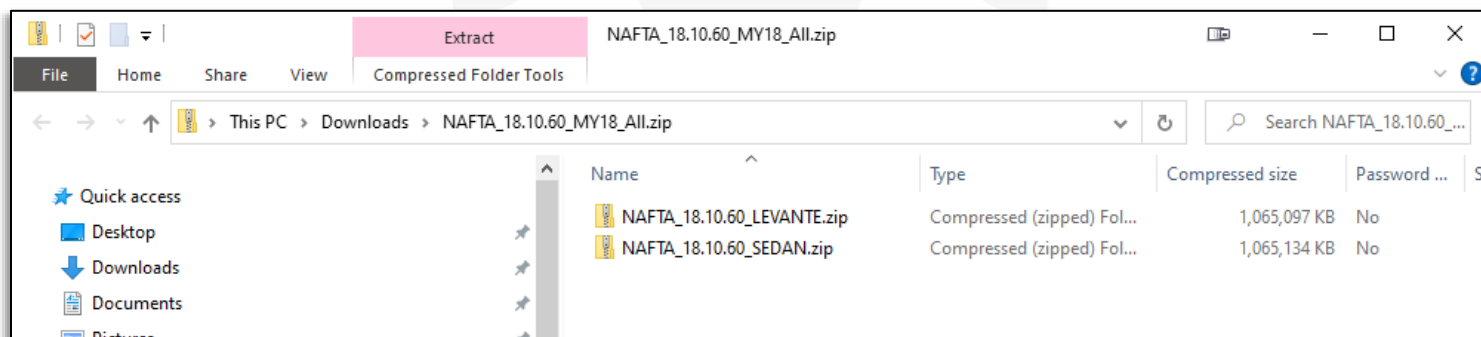 Extract NAFTA_18.10.60_MY18_All.zip
File Home Share View Compressed Folder Tools
This PC > Downloads > NAFTA_18.10.60_MY18_All.zip Search NAFTA_18.10.60_...
Quick access
Desktop
Downloads
Documents
Pictures
Name Type Compressed size Password ... S
NAFTA_18.10.60_LEVANTE.zip Compressed (zipped) Fol... 1,065,097 KB No
NAFTA_18.10.60_SEDAN.zip Compressed (zipped) Fol... 1,065,134 KB No